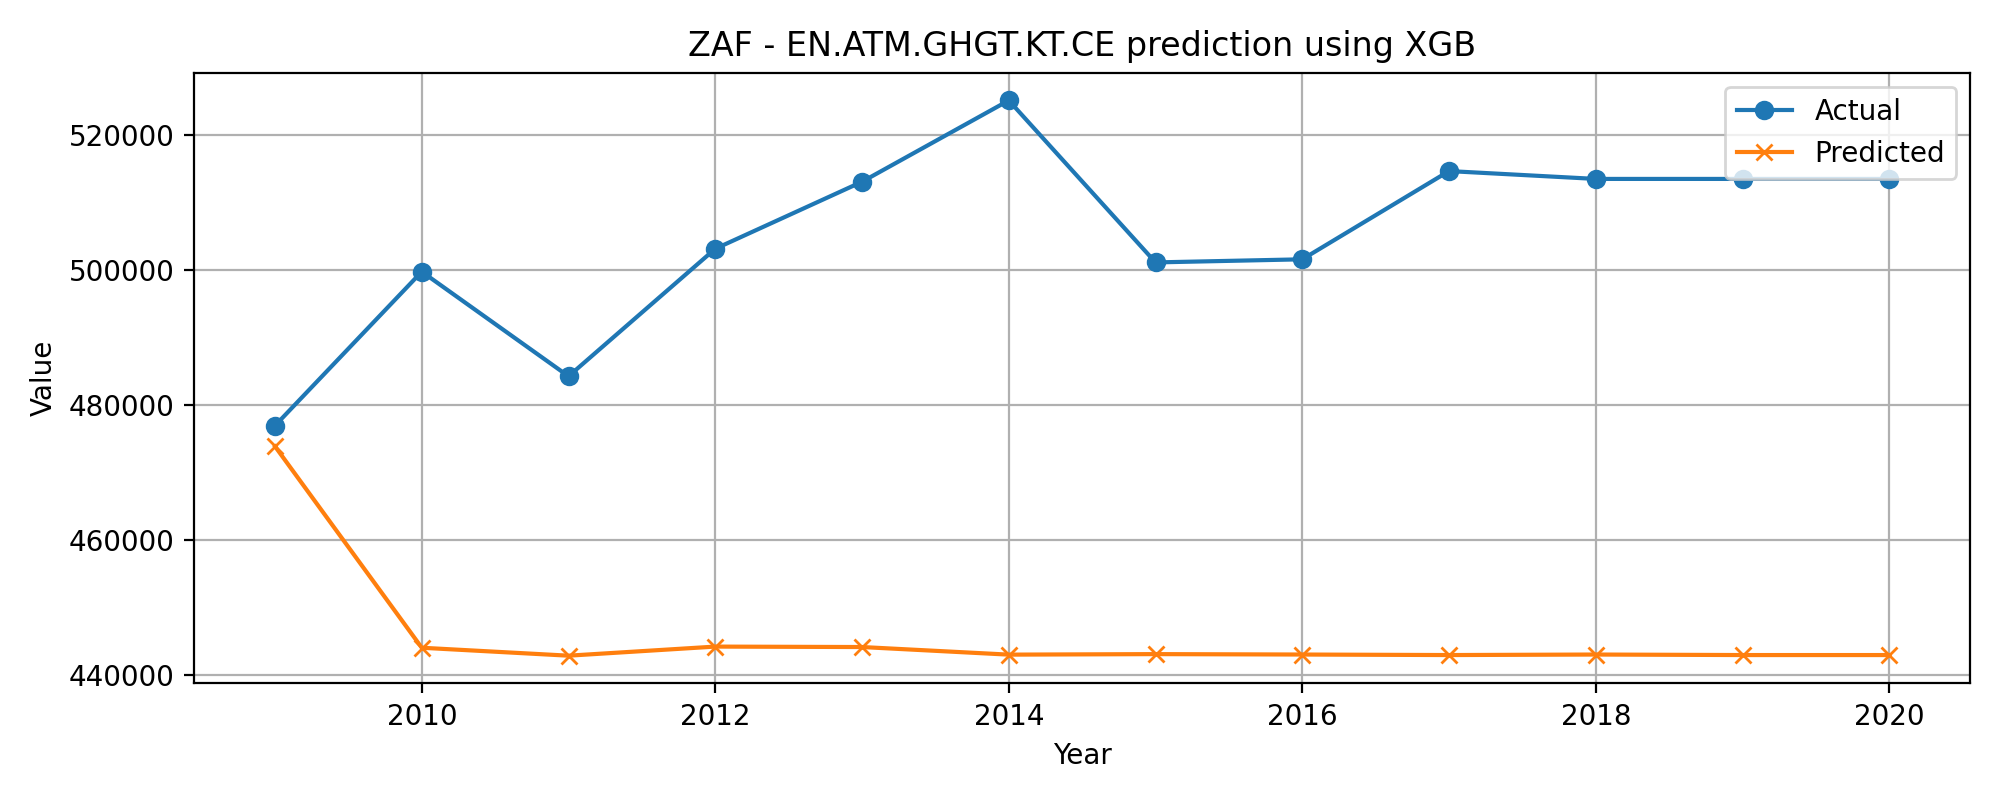 ZAF - EN.ATM.GHGT.KT.CE prediction using XGB
Actual
Predicted
520000
500000
480000
460000
440000
Value
2010 2012 2014 2016 2018 2020
Year